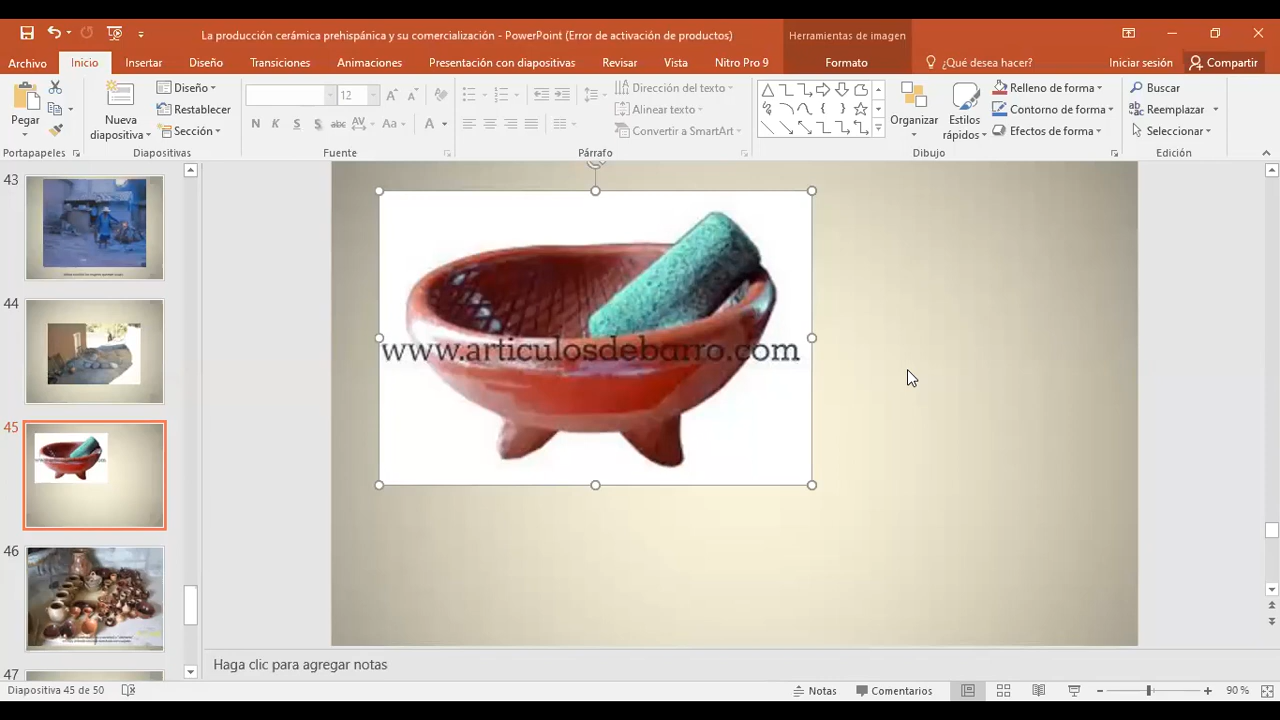 La producción cerámica prehispánica y su comercialización - PowerPoint (Error de activación de productos)
Herramientas de imagen
Archivo
Inicio
Insertar
Diseño
Transiciones
Animaciones
Presentación con diapositivas
Revisar
Vista
Nitro Pro 9
Formato
¿Qué desea hacer?
Iniciar sesión
Compartir
Pegar
Nueva
diapositiva
Diseño
Restablecer
Sección
12
N K S S abc AV Aa A
Dirección del texto
Alinear texto
Convertir a SmartArt
Organizar
Estilos
rápidos
Relleno de forma
Contorno de forma
Efectos de forma
Buscar
Reemplazar
Seleccionar
Portapapeles
Diapositivas
Fuente
Párrafo
Dibujo
Edición
43
44
45
46
47
www.articulosdebarro.com
Haga clic para agregar notas
Diapositiva 45 de 50
Notas
Comentarios
90 %